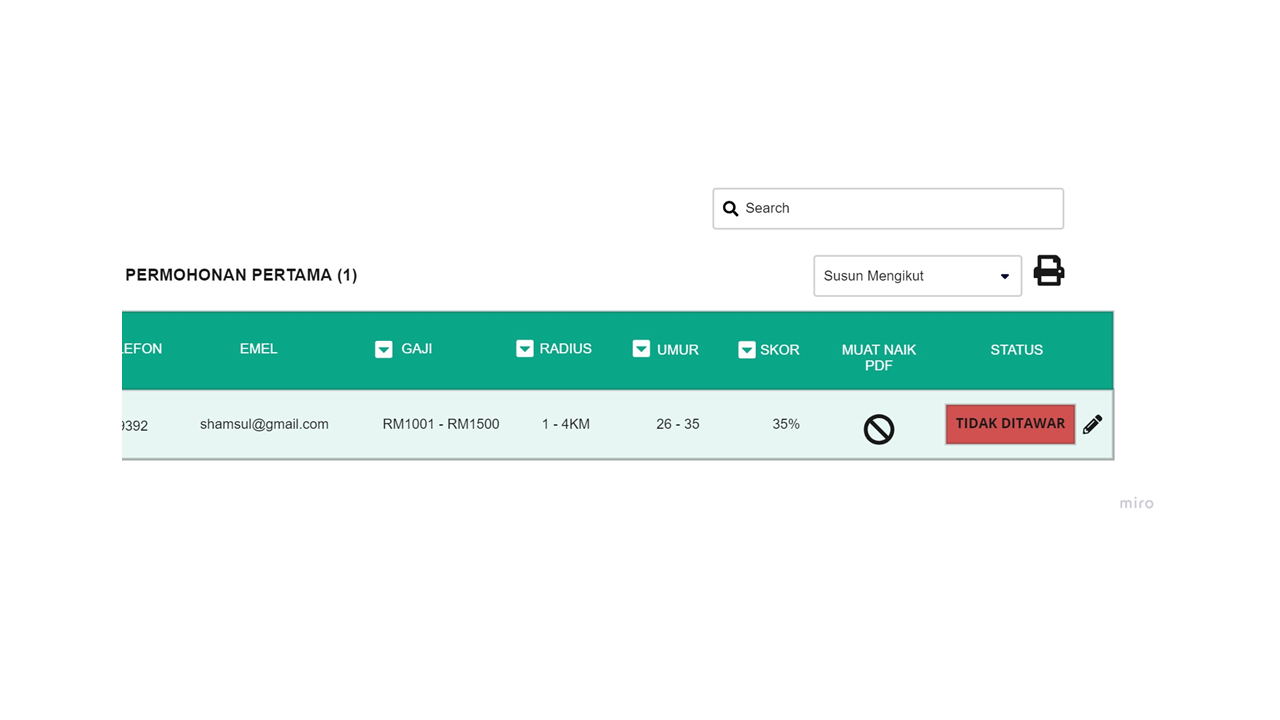 Search
PERMOHONAN PERTAMA (1)
Susun Mengikut
LEFON EMEL GAJI RADIUS UMUR SKOR MUAT NAIK STATUS
PDF
9392 shamsul@gmail.com RM1001 - RM1500 1 - 4KM 26 - 35 35% TIDAK DITAWAR
miro